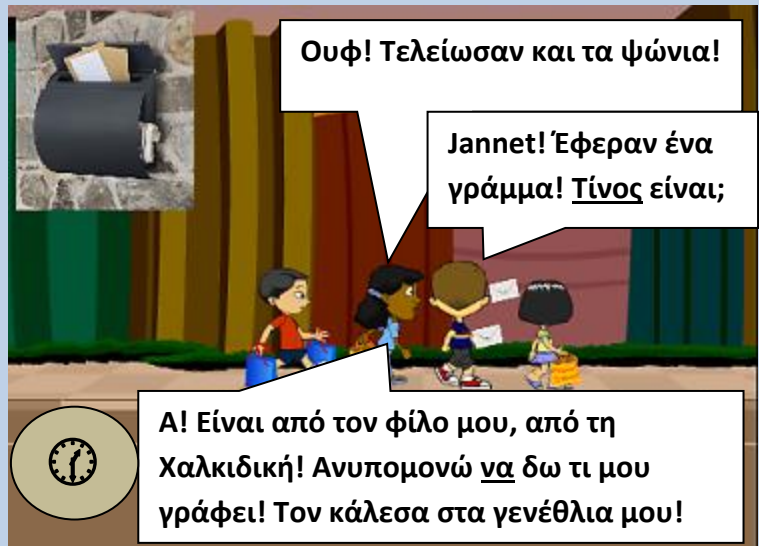 Ουφ! Τελείωσαν και τα ψώνια!
Jannet! Έφεραν ένα
γράμμα! Τίνος είναι;
Α! Είναι από τον φίλο μου, από τη
Χαλκιδική! Ανυπομονώ να δω τι μου
γράφει! Τον κάλεσα στα γενέθλια μου!